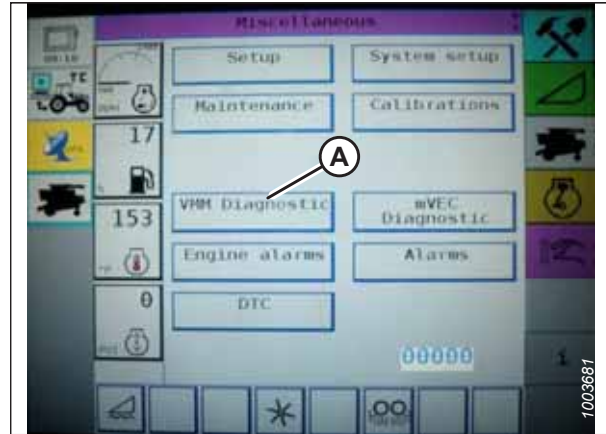 Miscellaneous
Setup
System setup
TC
Maintenance
Calibrations
17
A
VMM Diagnostic
mVEC
Diagnostic
153
Engine alarms
Alarms
0
DTC
00000
i
1003681